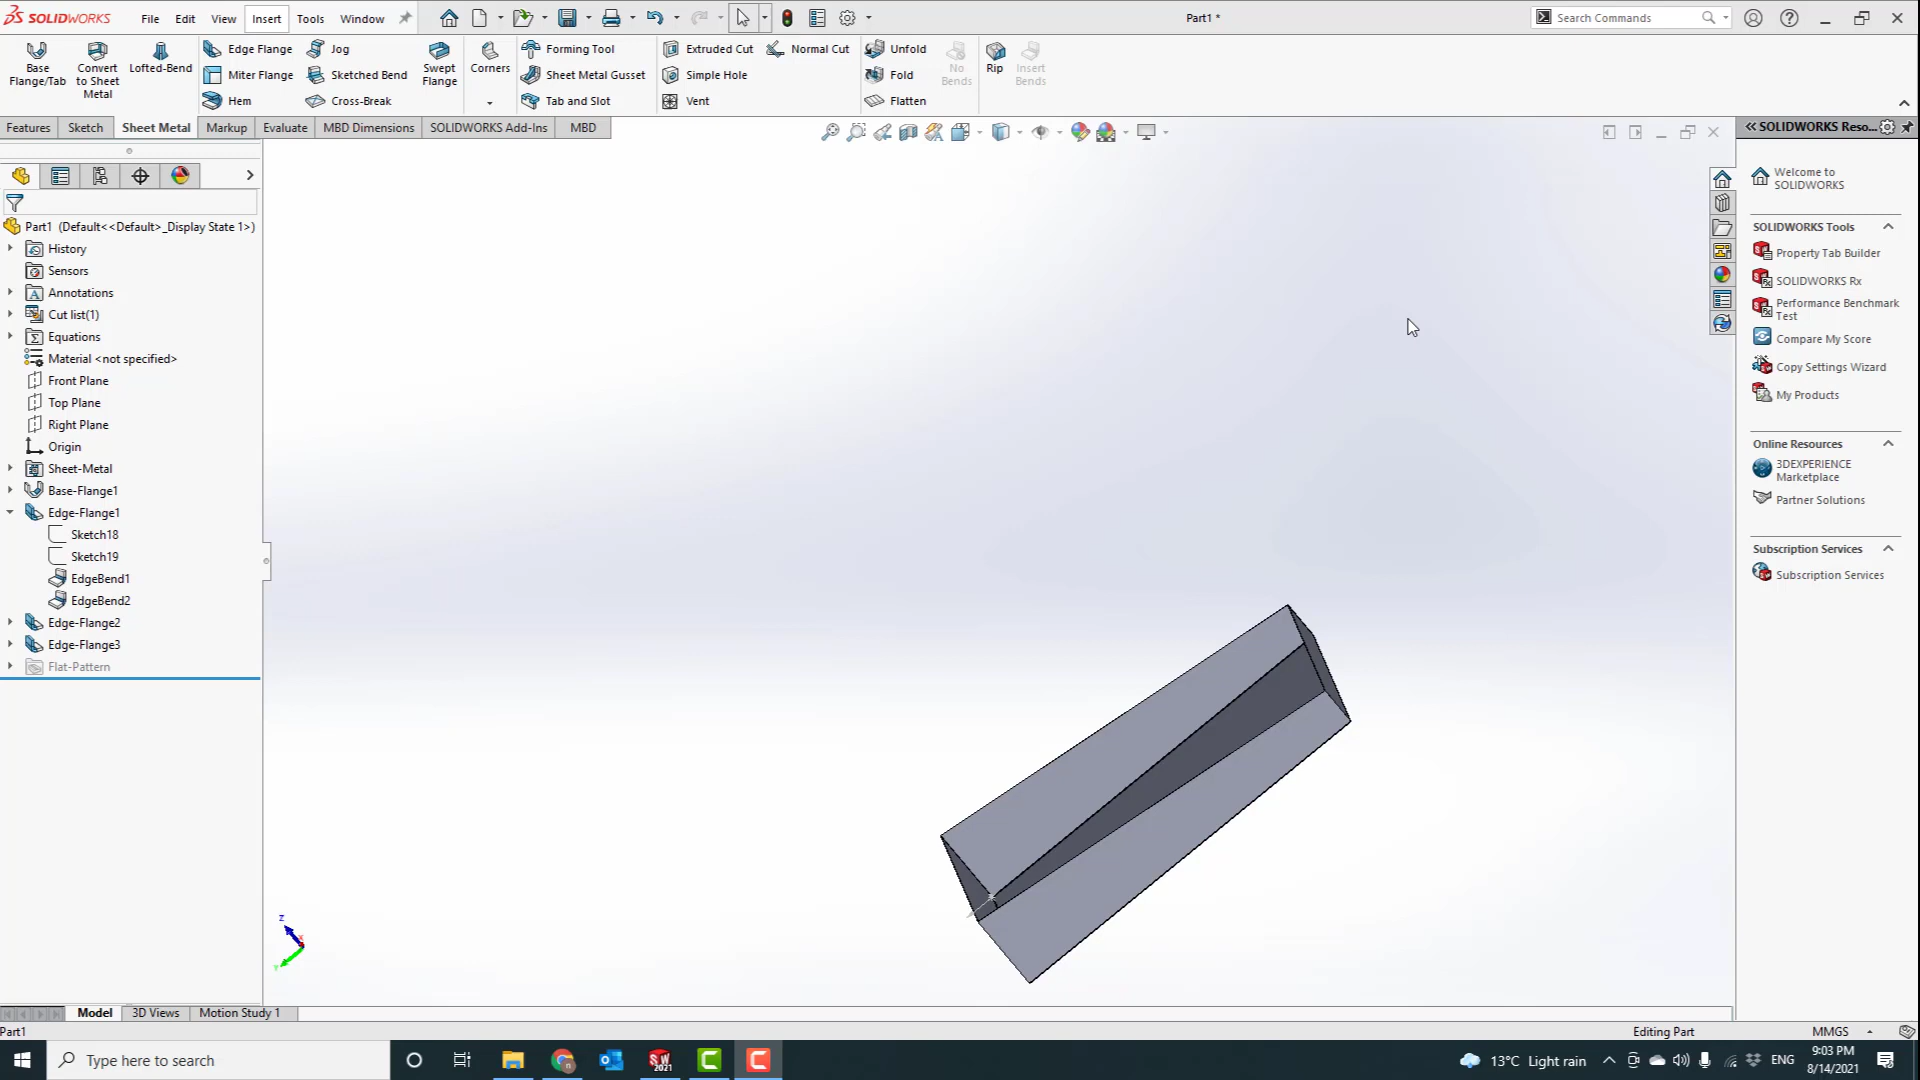 SOLIDWORKS File Edit View Insert Tools Window Part1 * Search Commands
Base Flange/Tab
Convert to Sheet Metal
Lofted-Bend
Edge Flange
Miter Flange
Hem
Jog
Sketched Bend
Cross-Break
Swept Flange
Corners
Forming Tool
Sheet Metal Gusset
Tab and Slot
Extruded Cut
Simple Hole
Vent
Normal Cut
Unfold
Fold
Flatten
No Bends
Rip
Insert Bends
Features Sketch Sheet Metal Markup Evaluate MBD Dimensions SOLIDWORKS Add-Ins MBD
Part1 (Default<<Default>_Display State 1>)
History
Sensors
Annotations
Cut list(1)
Equations
Material <not specified>
Front Plane
Top Plane
Right Plane
Origin
Sheet-Metal
Base-Flange1
Edge-Flange1
Sketch18
Sketch19
EdgeBend1
EdgeBend2
Edge-Flange2
Edge-Flange3
Flat-Pattern
SOLIDWORKS Reso...
Welcome to
SOLIDWORKS
SOLIDWORKS Tools
Property Tab Builder
SOLIDWORKS Rx
Performance Benchmark
Test
Compare My Score
Copy Settings Wizard
My Products
Online Resources
3DEXPERIENCE
Marketplace
Partner Solutions
Subscription Services
Subscription Services
Z
Y
Model 3D Views Motion Study 1
Part1 Editing Part MMGS
Type here to search 13°C Light rain ENG
9:03 PM
8/14/2021